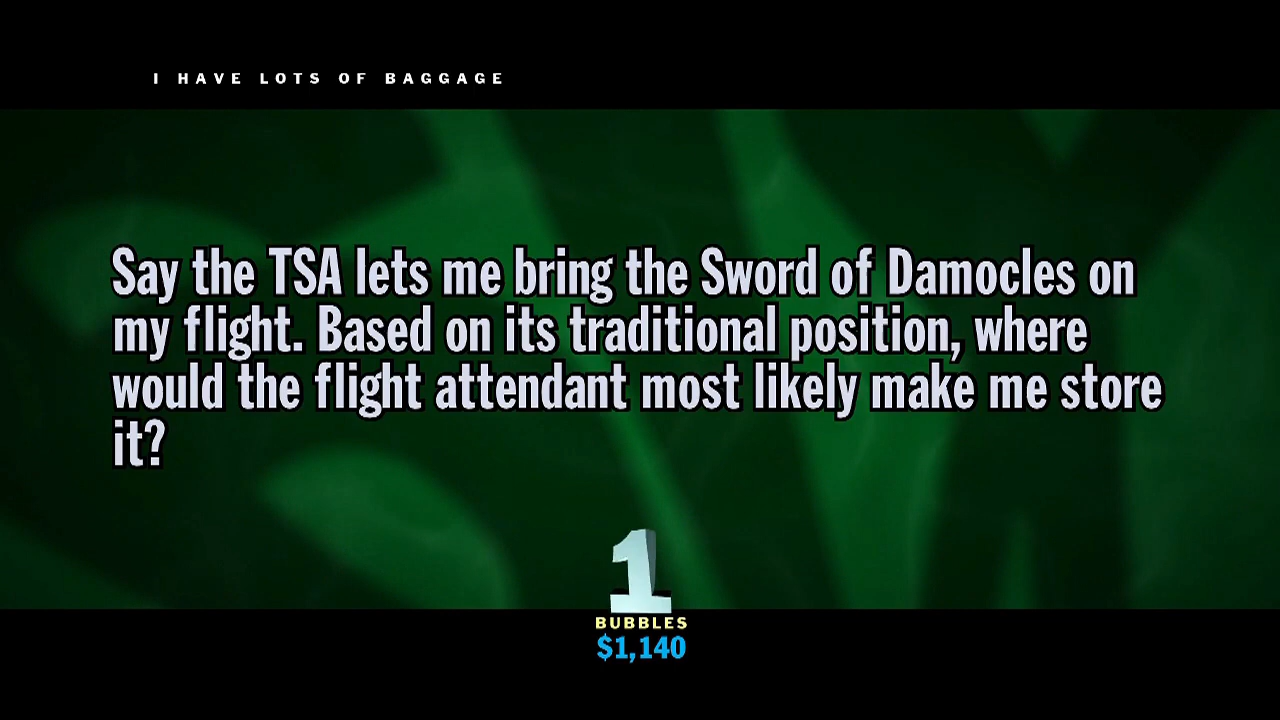 I HAVE LOTS OF BAGGAGE
Say the TSA lets me bring the Sword of Damocles on
my flight. Based on its traditional position, where
would the flight attendant most likely make me store
it?
1
BUBBLES
$1,140